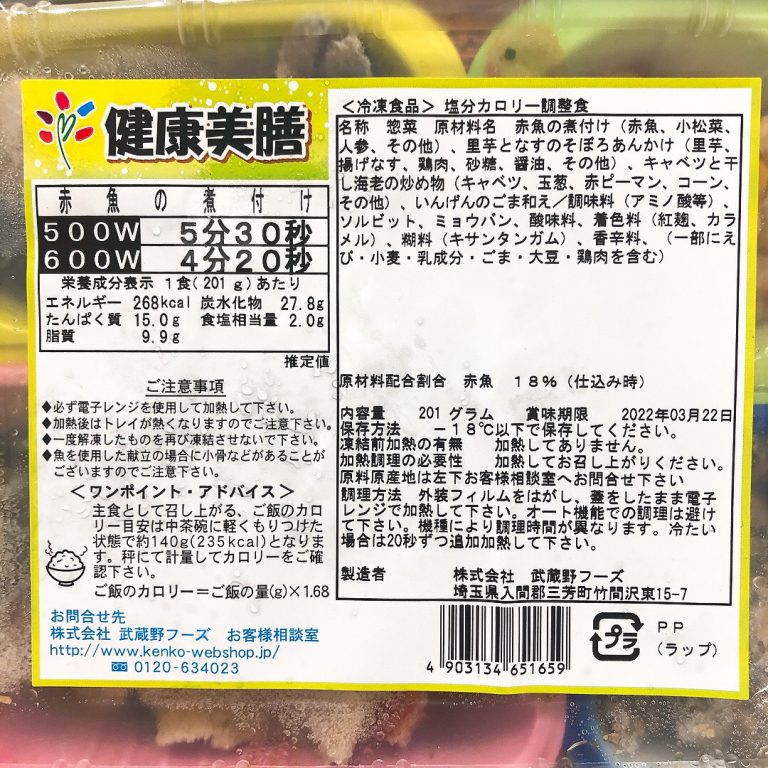 健康美膳
赤魚の煮付け
500W 5分30秒
600W 4分20秒
栄養成分表示 1食(201g)あたり
エネルギー 268kcal 炭水化物 27.8g
たんぱく質 15.0g 食塩相当量 2.0g
脂質 9.9g
推定値
ご注意事項
◆必ず電子レンジを使用して加熱して下さい。
◆加熱後はトレイが熱くなりますのでご注意下さい。
◆一度解凍したものを再び凍結させないで下さい。
◆魚を使用した献立の場合に小骨などがあることが
ございますのでご注意下さい。
<ワンポイント・アドバイス>
主食として召し上がる、ご飯のカロ
リー目安は中茶碗に軽くもりつけた
状態で約140g(235kcal)となりま
す。秤にて計量してカロリーをご確
認下さい。
ご飯のカロリー=ご飯の量(g)×1.68
お問合せ先
株式会社 武蔵野フーズ お客様相談室
http://www.kenko-webshop.jp/
0120-634023
<冷凍食品> 塩分カロリー調整食
名称 惣菜 原材料名 赤魚の煮付け(赤魚、小松菜、
人参、その他)、里芋となすのそぼろあんかけ(里芋、
揚げなす、鶏肉、砂糖、醤油、その他)、キャベツと干
し海老の炒め物(キャベツ、玉葱、赤ピーマン、コーン、
その他)、いんげんのごま和え/調味料(アミノ酸等)、
ソルビット、ミョウバン、酸味料、着色料(紅麹、カラ
メル)、糊料(キサンタンガム)、香辛料、(一部にえ
び・小麦・乳成分・ごま・大豆・鶏肉を含む)
原材料配合割合 赤魚 18%(仕込み時)
内容量 201 グラム 賞味期限 2022年03月22日
保存方法 -18℃以下で保存してください。
凍結前加熱の有無 加熱してありません。
加熱調理の必要性 加熱してお召し上がりください。
原料原産地は左下お客様相談室へお問合せ下さい
調理方法 外装フィルムをはがし、蓋をしたまま電子
レンジで加熱して下さい。オート機能での調理は避け
て下さい。機種により調理時間が異なります。冷たい
場合は20秒ずつ追加加熱して下さい。
製造者 株式会社 武蔵野フーズ
埼玉県入間郡三芳町竹間沢東15-7
4 903134 651659
プラ
PP
(ラップ)